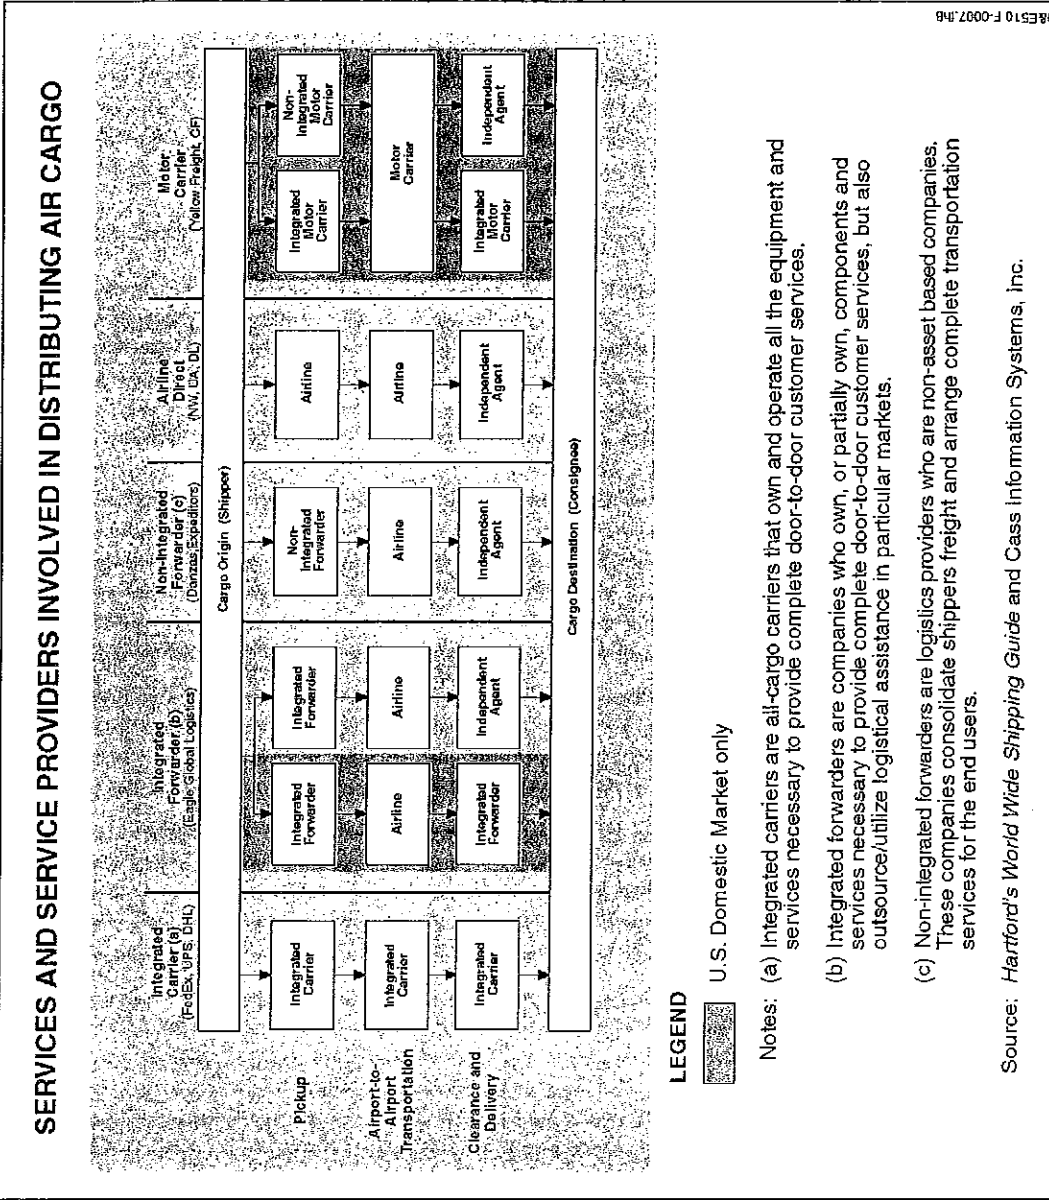 SERVICES AND SERVICE PROVIDERS INVOLVED IN DISTRIBUTING AIR CARGO
Integrated
Carrier (a)
(FedEx, UPS, DHL)
Integrated
Forwarder (b)
(Eagle Global Logistics)
Non-Integrated
Forwarder (c)
(Danzas, Expeditors)
Airline
Direct
(NW, UA, DL)
Motor
Carrier
(Yellow Freight, CF)
Cargo Origin (Shipper)
Pickup
Integrated
Carrier
Integrated
Forwarder
Integrated
Forwarder
Non-
Integrated
Forwarder
Airline
Integrated
Motor
Carrier
Non-
Integrated
Motor
Carrier
Airport-to-
Airport
Transportation
Integrated
Carrier
Airline
Airline
Airline
Airline
Motor
Carrier
Clearance and
Delivery
Integrated
Carrier
Integrated
Forwarder
Independent
Agent
Independent
Agent
Independent
Agent
Integrated
Motor
Carrier
Independent
Agent
Cargo Destination (Consignee)
LEGEND
U.S. Domestic Market only
Notes: (a) Integrated carriers are all-cargo carriers that own and operate all the equipment and
services necessary to provide complete door-to-door customer services.
(b) Integrated forwarders are companies who own, or partially own, components and
services necessary to provide complete door-to-door customer services, but also
outsource/utilize logistical assistance in particular markets.
(c) Non-integrated forwarders are logistics providers who are non-asset based companies.
These companies consolidate shippers freight and arrange complete transportation
services for the end users.
Source: Hartford's World Wide Shipping Guide and Cass Information Systems, Inc.